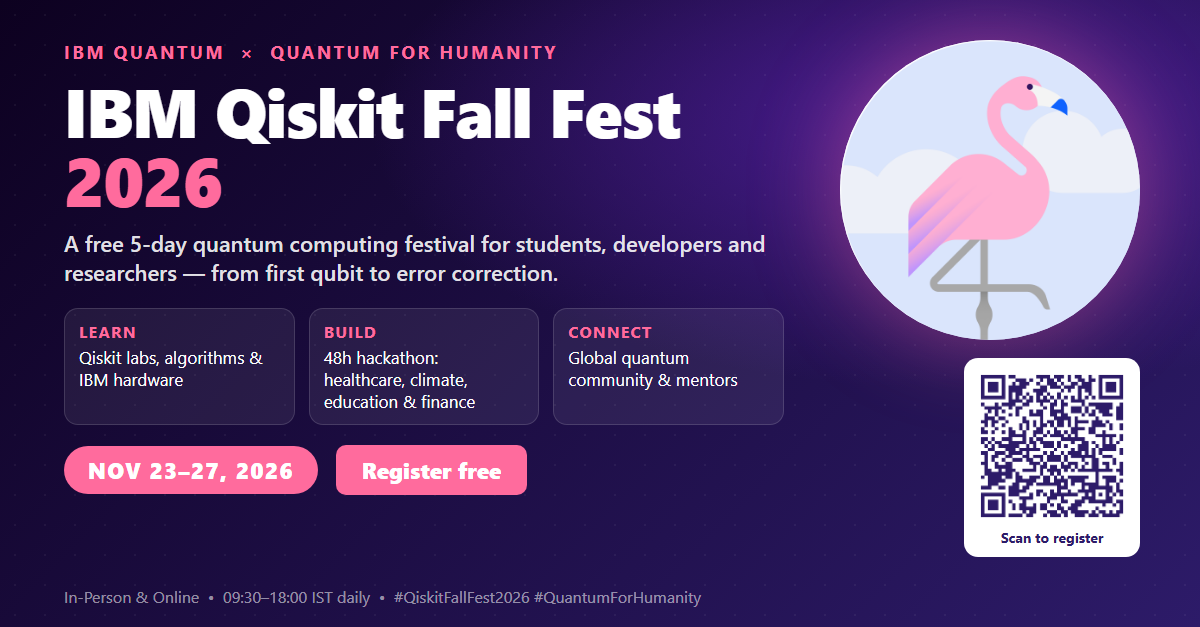 IBM QUANTUM × QUANTUM FOR HUMANITY
IBM Qiskit Fall Fest
2026
A free 5-day quantum computing festival for students, developers and
researchers — from first qubit to error correction.
LEARN
Qiskit labs, algorithms &
IBM hardware
BUILD
48h hackathon:
healthcare, climate,
education & finance
CONNECT
Global quantum
community & mentors
NOV 23–27, 2026
Register free
Scan to register
In-Person & Online • 09:30–18:00 IST daily • #QiskitFallFest2026 #QuantumForHumanity